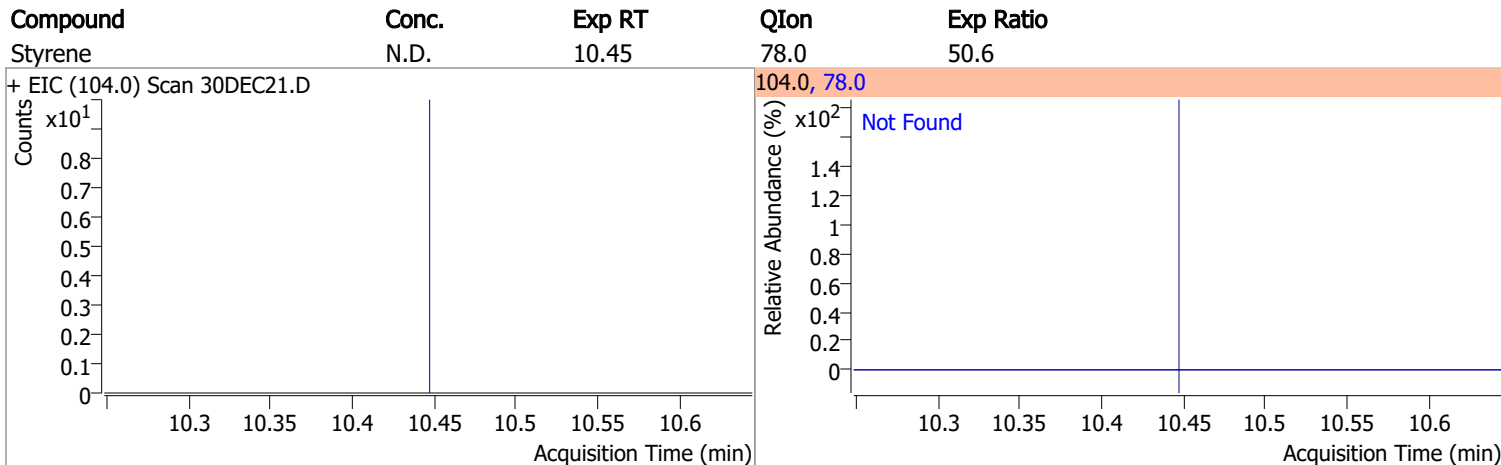 Compound Conc. Exp RT QIon Exp Ratio
Styrene N.D. 10.45 78.0 50.6
+ EIC (104.0) Scan 30DEC21.D
Counts
x10¹
0.8
0.7
0.6
0.5
0.4
0.3
0.2
0.1
0
10.3 10.35 10.4 10.45 10.5 10.55 10.6
Acquisition Time (min)
104.0, 78.0
Relative Abundance (%)
x10²
Not Found
1.4
1.2
1
0.8
0.6
0.4
0.2
0
10.3 10.35 10.4 10.45 10.5 10.55 10.6
Acquisition Time (min)